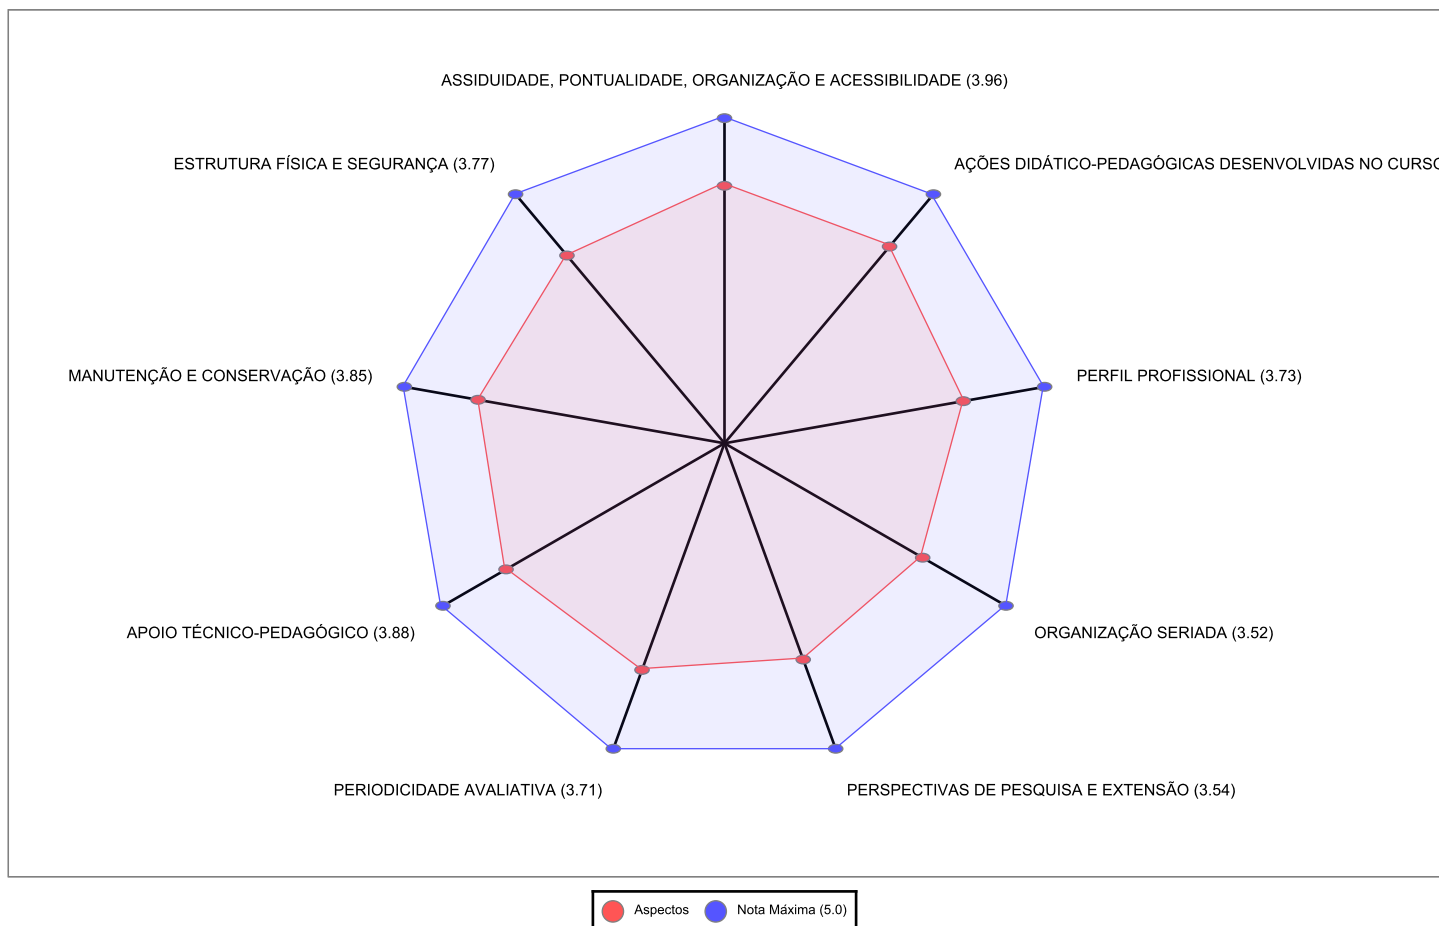 ASSIDUIDADE, PONTUALIDADE, ORGANIZAÇÃO E ACESSIBILIDADE (3.96)
ESTRUTURA FÍSICA E SEGURANÇA (3.77)
AÇÕES DIDÁTICO-PEDAGÓGICAS DESENVOLVIDAS NO CURSO
MANUTENÇÃO E CONSERVAÇÃO (3.85)
PERFIL PROFISSIONAL (3.73)
APOIO TÉCNICO-PEDAGÓGICO (3.88)
ORGANIZAÇÃO SERIADA (3.52)
PERIODICIDADE AVALIATIVA (3.71)
PERSPECTIVAS DE PESQUISA E EXTENSÃO (3.54)
Aspectos
Nota Máxima (5.0)